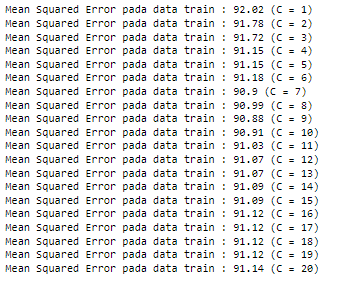 Mean Squared Error pada data train : 92.02 (C = 1)
Mean Squared Error pada data train : 91.78 (C = 2)
Mean Squared Error pada data train : 91.72 (C = 3)
Mean Squared Error pada data train : 91.15 (C = 4)
Mean Squared Error pada data train : 91.15 (C = 5)
Mean Squared Error pada data train : 91.18 (C = 6)
Mean Squared Error pada data train : 90.9 (C = 7)
Mean Squared Error pada data train : 90.99 (C = 8)
Mean Squared Error pada data train : 90.88 (C = 9)
Mean Squared Error pada data train : 90.91 (C = 10)
Mean Squared Error pada data train : 91.03 (C = 11)
Mean Squared Error pada data train : 91.07 (C = 12)
Mean Squared Error pada data train : 91.07 (C = 13)
Mean Squared Error pada data train : 91.09 (C = 14)
Mean Squared Error pada data train : 91.09 (C = 15)
Mean Squared Error pada data train : 91.12 (C = 16)
Mean Squared Error pada data train : 91.12 (C = 17)
Mean Squared Error pada data train : 91.12 (C = 18)
Mean Squared Error pada data train : 91.12 (C = 19)
Mean Squared Error pada data train : 91.14 (C = 20)